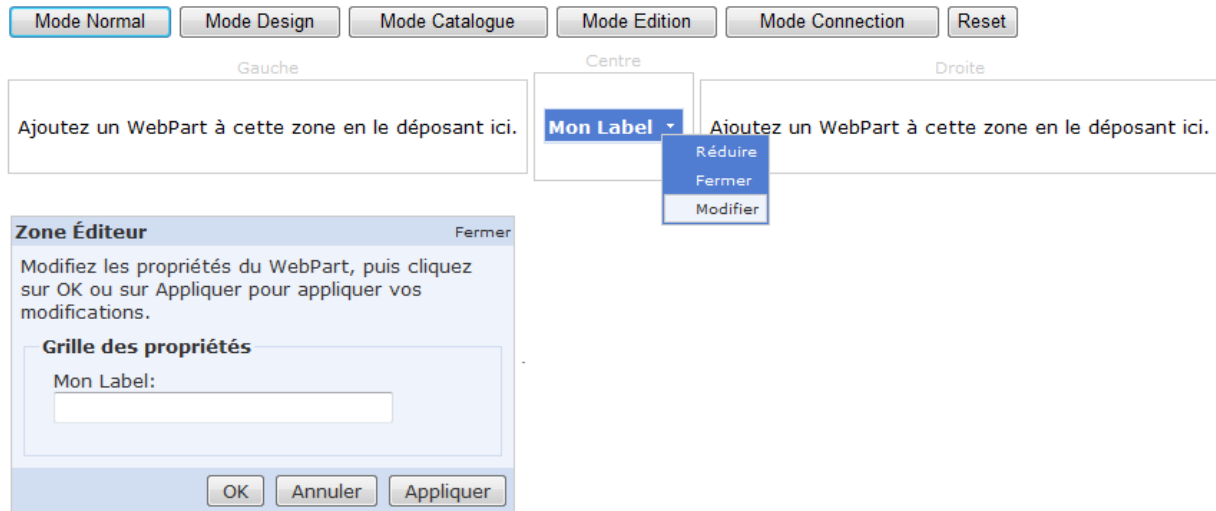 Mode Normal Mode Design Mode Catalogue Mode Edition Mode Connection Reset
Gauche Centre Droite
Ajoutez un WebPart à cette zone en le déposant ici. Mon Label Ajoutez un WebPart à cette zone en le déposant ici.
Réduire
Fermer
Modifier
Zone Éditeur Fermer
Modifiez les propriétés du WebPart, puis cliquez
sur OK ou sur Appliquer pour appliquer vos
modifications.
Grille des propriétés
Mon Label:
OK Annuler Appliquer